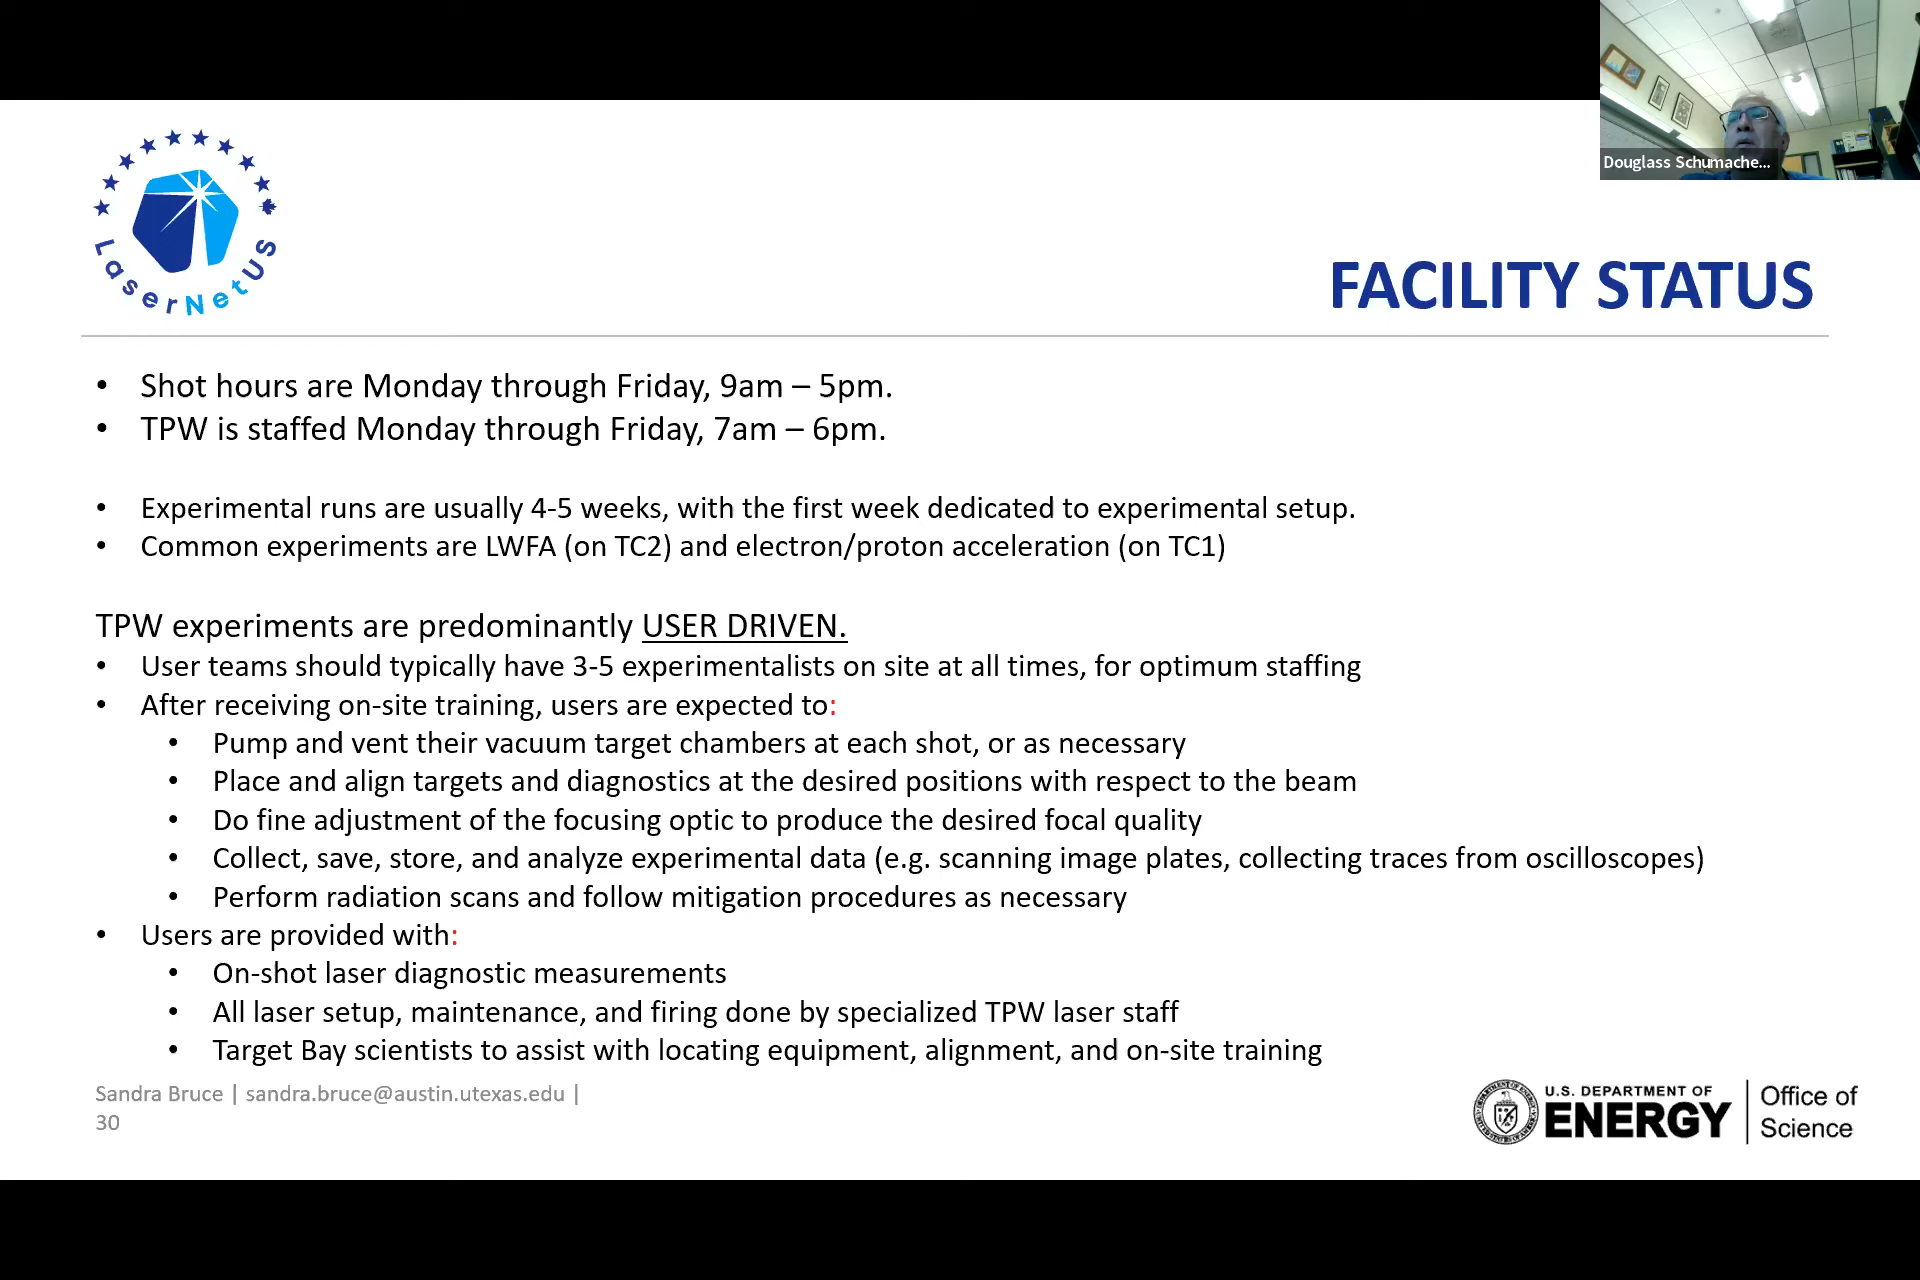 Douglass Schumache...
LaserNetUS
FACILITY STATUS
• Shot hours are Monday through Friday, 9am – 5pm.
• TPW is staffed Monday through Friday, 7am – 6pm.
• Experimental runs are usually 4-5 weeks, with the first week dedicated to experimental setup.
• Common experiments are LWFA (on TC2) and electron/proton acceleration (on TC1)
TPW experiments are predominantly USER DRIVEN.
• User teams should typically have 3-5 experimentalists on site at all times, for optimum staffing
• After receiving on-site training, users are expected to:
• Pump and vent their vacuum target chambers at each shot, or as necessary
• Place and align targets and diagnostics at the desired positions with respect to the beam
• Do fine adjustment of the focusing optic to produce the desired focal quality
• Collect, save, store, and analyze experimental data (e.g. scanning image plates, collecting traces from oscilloscopes)
• Perform radiation scans and follow mitigation procedures as necessary
• Users are provided with:
• On-shot laser diagnostic measurements
• All laser setup, maintenance, and firing done by specialized TPW laser staff
• Target Bay scientists to assist with locating equipment, alignment, and on-site training
Sandra Bruce | sandra.bruce@austin.utexas.edu |
30
U.S. DEPARTMENT OF
ENERGY
Office of
Science